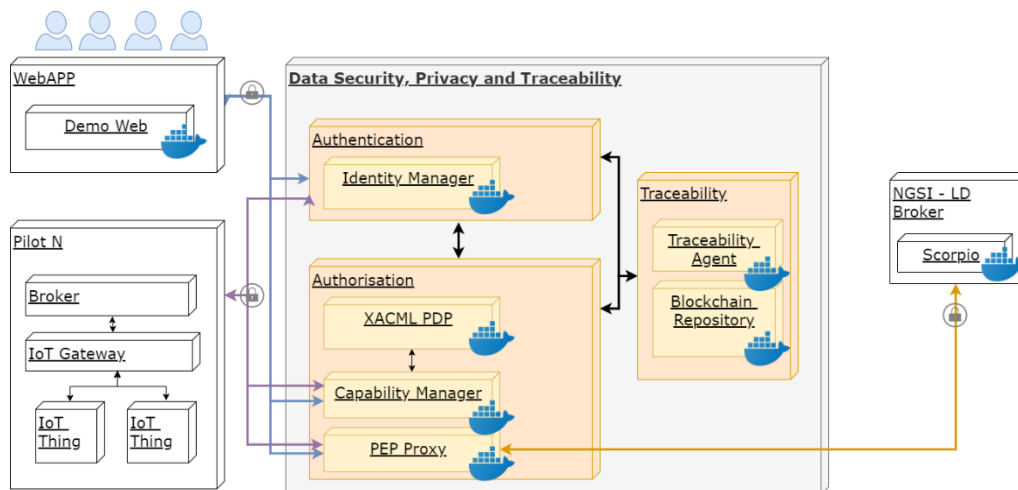 WebAPP
Demo Web
Pilot N
Broker
IoT Gateway
IoT
Thing
IoT
Thing
Data Security, Privacy and Traceability
Authentication
Identity Manager
Authorisation
XACML PDP
Capability Manager
PEP Proxy
Traceability
Traceability
Agent
Blockchain
Repository
NGSI - LD
Broker
Scorpio